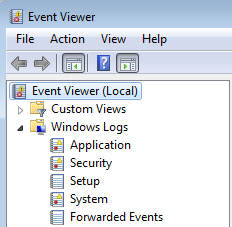 Event Viewer
File Action View Help
Event Viewer (Local)
Custom Views
Windows Logs
Application
Security
Setup
System
Forwarded Events